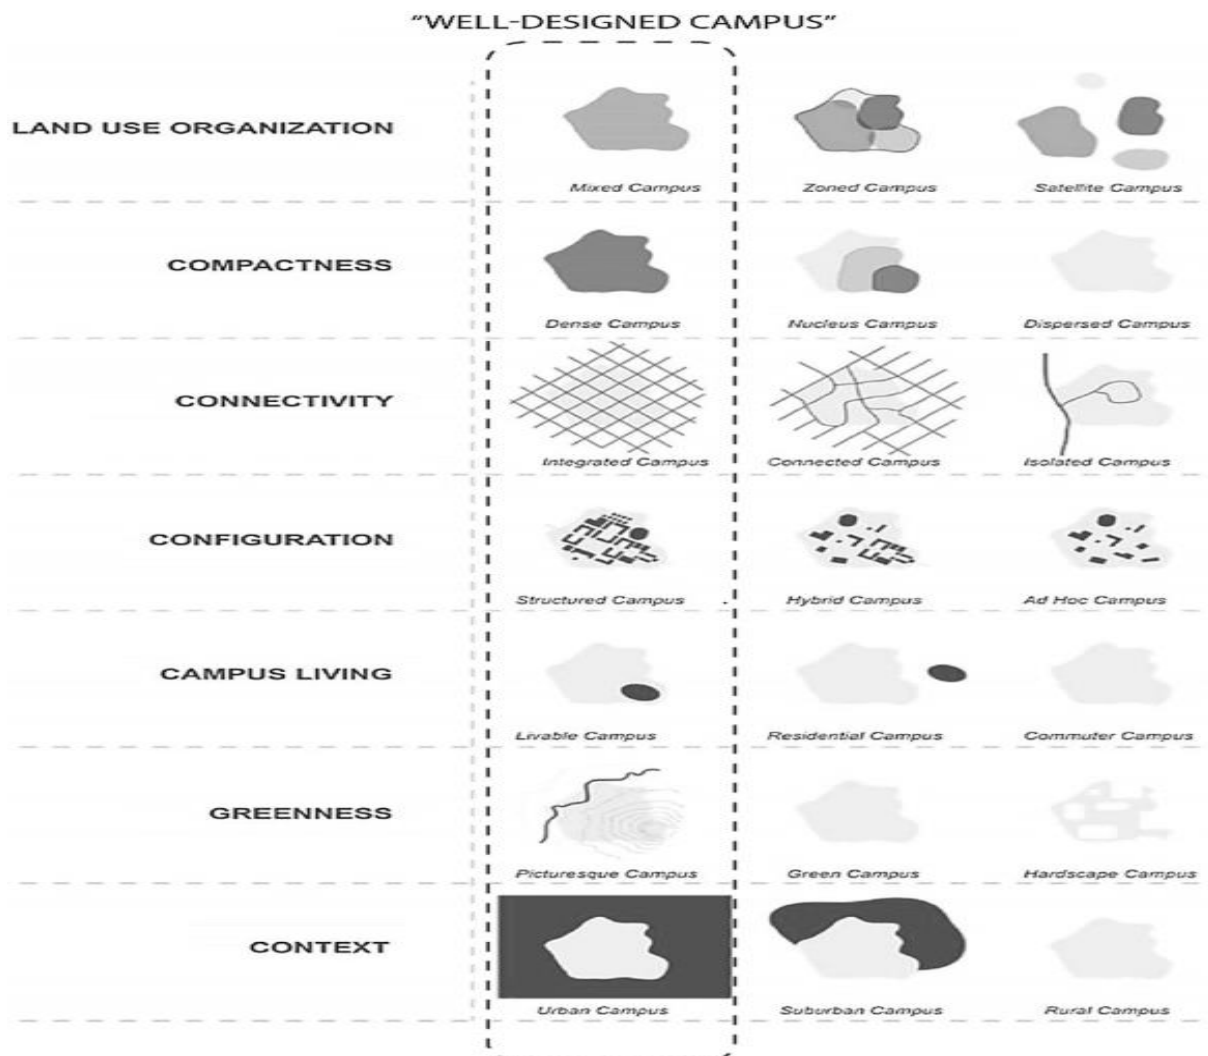 "WELL-DESIGNED CAMPUS"
LAND USE ORGANIZATION
Mixed Campus Zoned Campus Satellite Campus
COMPACTNESS
Dense Campus Nucleus Campus Dispersed Campus
CONNECTIVITY
Integrated Campus Connected Campus Isolated Campus
CONFIGURATION
Structured Campus Hybrid Campus Ad Hoc Campus
CAMPUS LIVING
Livable Campus Residential Campus Commuter Campus
GREENNESS
Picturesque Campus Green Campus Hardscape Campus
CONTEXT
Urban Campus Suburban Campus Rural Campus